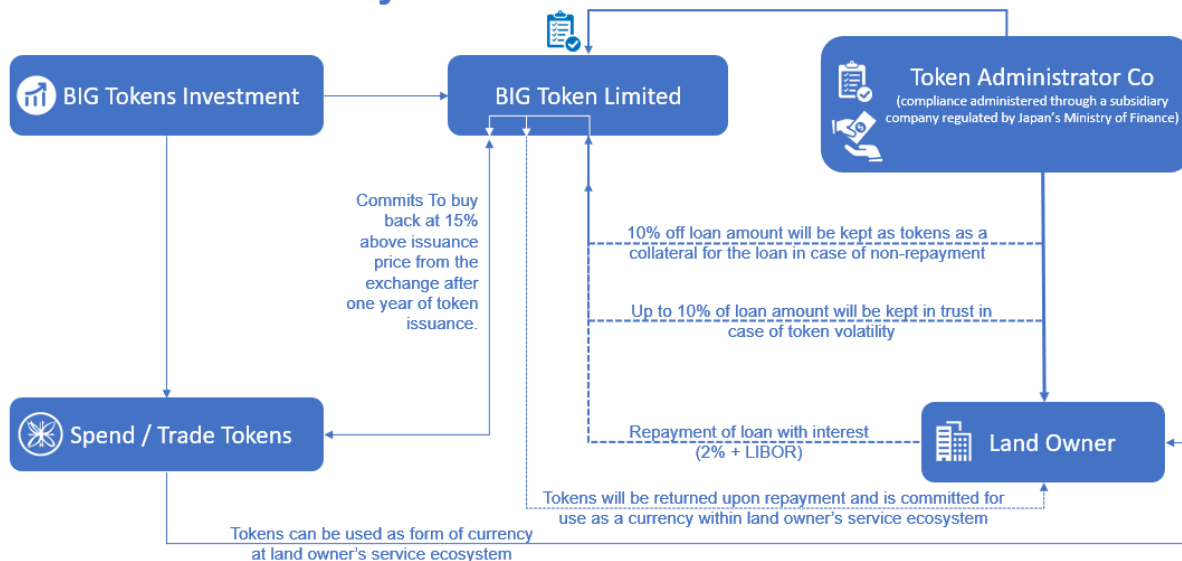 BIG Tokens Investment
BIG Token Limited
Token Administrator Co
(compliance administered through a subsidiary
company regulated by Japan's Ministry of Finance)
Commits To buy
back at 15%
above issuance
price from the
exchange after
one year of token
issuance.
10% off loan amount will be kept as tokens as a
collateral for the loan in case of non-repayment
Up to 10% of loan amount will be kept in trust in
case of token volatility
Spend / Trade Tokens
Repayment of loan with interest
(2% + LIBOR)
Land Owner
Tokens will be returned upon repayment and is committed for
use as a currency within land owner's service ecosystem
Tokens can be used as form of currency
at land owner's service ecosystem